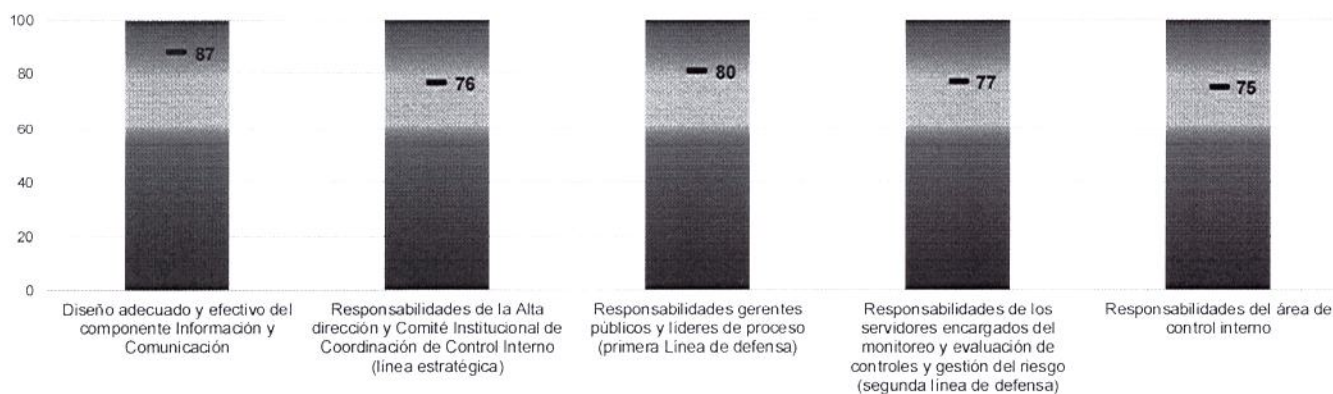 100
80
60
40
20
0
87
76
80
77
75
Diseño adecuado y efectivo del
componente Información y
Comunicación
Responsabilidades de la Alta
dirección y Comité Institucional de
Coordinación de Control Interno
(línea estratégica)
Responsabilidades gerentes
públicos y líderes de proceso
(primera Línea de defensa)
Responsabilidades de los
servidores encargados del
monitoreo y evaluación de
controles y gestión del riesgo
(segunda línea de defensa)
Responsabilidades del área de
control interno